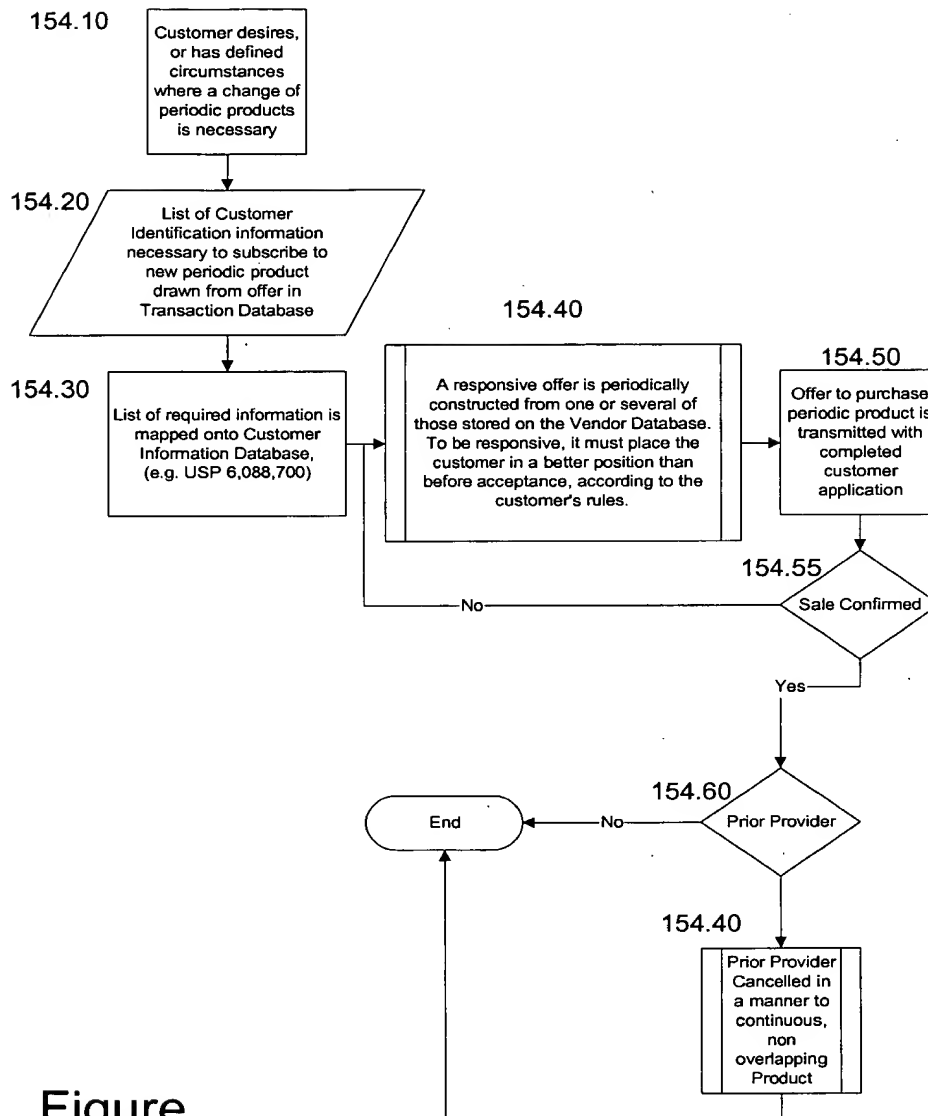 154.10
Customer desires,
or has defined
circumstances
where a change of
periodic products
is necessary
154.20
List of Customer
Identification information
necessary to subscribe to
new periodic product
drawn from offer in
Transaction Database
154.30
List of required information is
mapped onto Customer
Information Database,
(e.g. USP 6,088,700)
154.40
A responsive offer is periodically
constructed from one or several of
those stored on the Vendor Database.
To be responsive, it must place the
customer in a better position than
before acceptance, according to the
customer's rules.
154.50
Offer to purchase
periodic product is
transmitted with
completed
customer
application
154.55
Sale Confirmed
No
Yes
154.60
Prior Provider
No
End
154.40
Prior Provider
Cancelled in
a manner to
continuous,
non
overlapping
Product
Figure